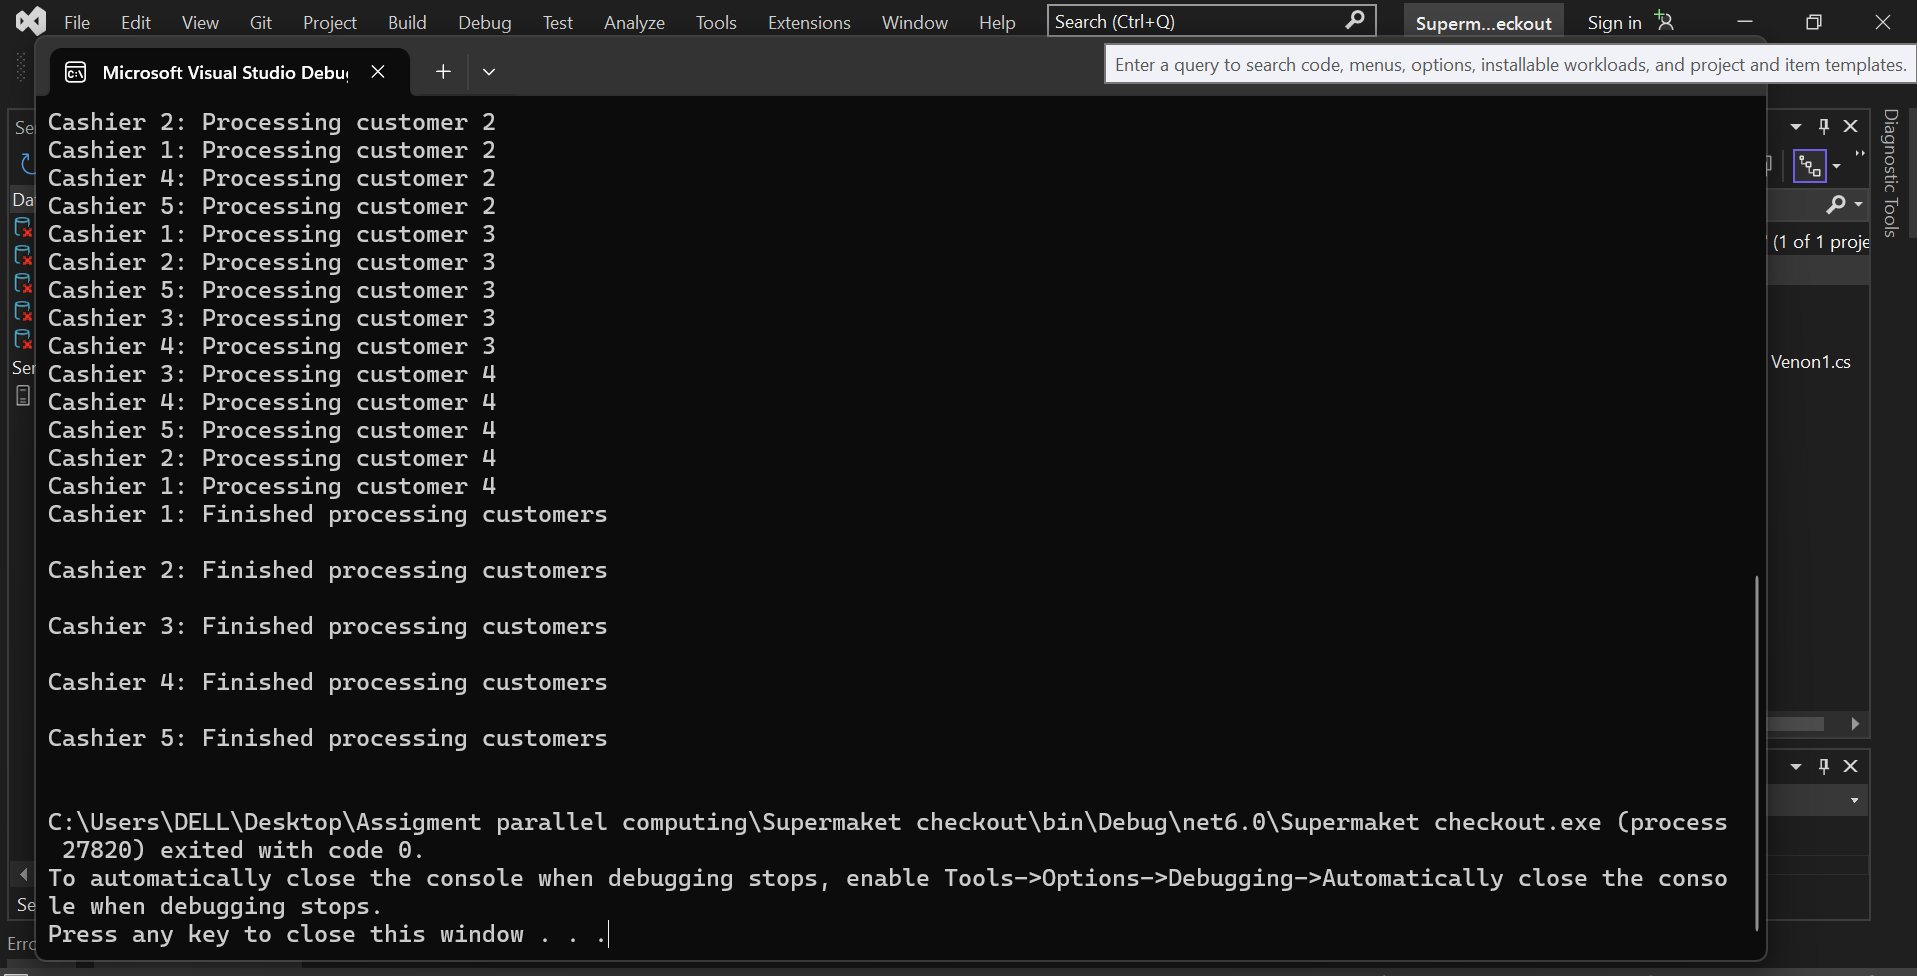 File Edit View Git Project Build Debug Test Analyze Tools Extensions Window Help Search (Ctrl+Q) Superm...eckout Sign in
Microsoft Visual Studio Debu
Enter a query to search code, menus, options, installable workloads, and project and item templates.
Cashier 2: Processing customer 2
Cashier 1: Processing customer 2
Cashier 4: Processing customer 2
Cashier 5: Processing customer 2
Cashier 1: Processing customer 3
Cashier 2: Processing customer 3
Cashier 5: Processing customer 3
Cashier 3: Processing customer 3
Cashier 4: Processing customer 3
Cashier 3: Processing customer 4
Cashier 4: Processing customer 4
Cashier 5: Processing customer 4
Cashier 2: Processing customer 4
Cashier 1: Processing customer 4
Cashier 1: Finished processing customers
Cashier 2: Finished processing customers
Cashier 3: Finished processing customers
Cashier 4: Finished processing customers
Cashier 5: Finished processing customers
C:\Users\DELL\Desktop\Assigment parallel computing\Supermaket checkout\bin\Debug\net6.0\Supermaket checkout.exe (process
27820) exited with code 0.
To automatically close the console when debugging stops, enable Tools->Options->Debugging->Automatically close the conso
le when debugging stops.
Press any key to close this window . . .
Se
Da
Ser
Se
Erro
Diagnostic Tools
(1 of 1 proje
Venon1.cs